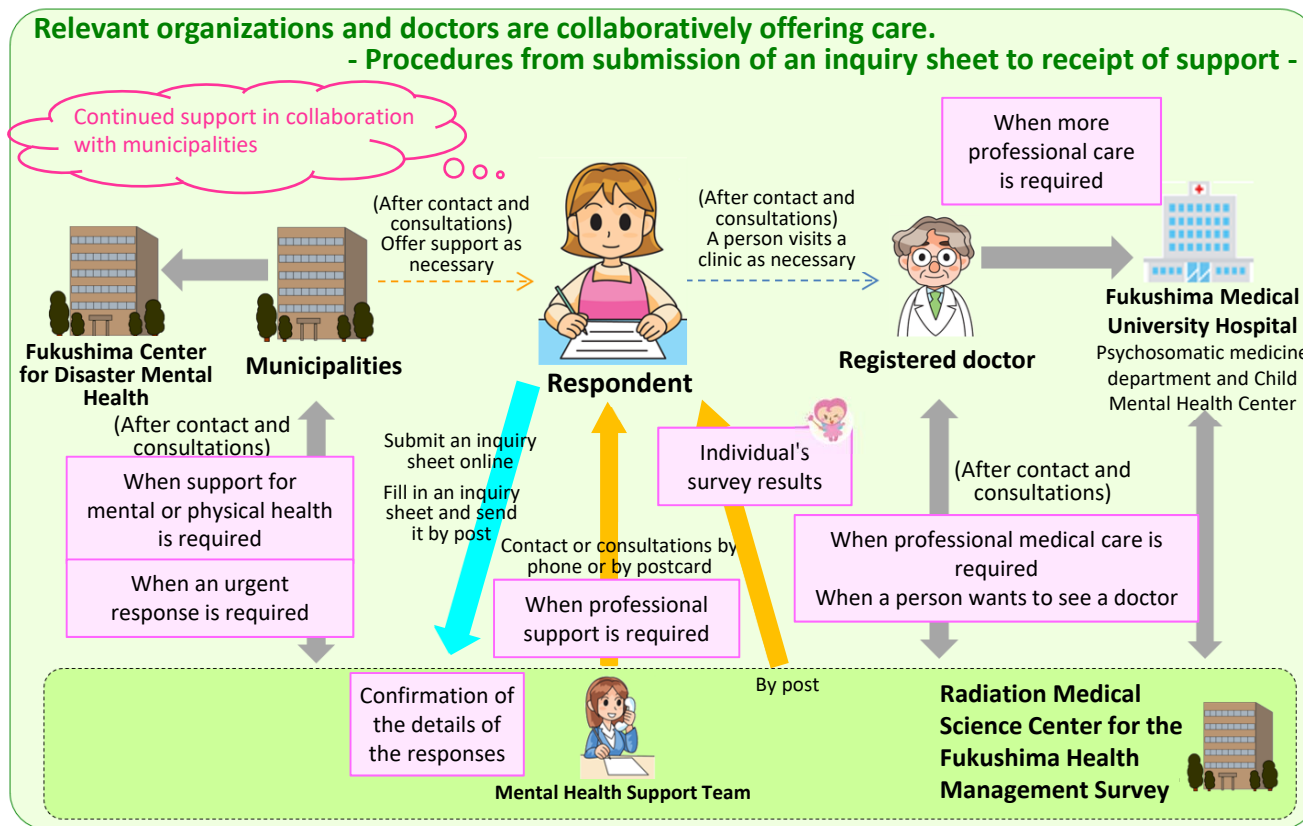 Relevant organizations and doctors are collaboratively offering care.
- Procedures from submission of an inquiry sheet to receipt of support -
Continued support in collaboration
with municipalities
When more
professional care
is required
(After contact and
consultations)
Offer support as
necessary
(After contact and
consultations)
A person visits a
clinic as necessary
Fukushima Center
for Disaster Mental
Health
Municipalities
Respondent
Registered doctor
Fukushima Medical
University Hospital
Psychosomatic medicine
department and Child
Mental Health Center
(After contact and
consultations)
When support for
mental or physical health
is required
When an urgent
response is required
Submit an inquiry
sheet online
Fill in an inquiry
sheet and send
it by post
Individual's
survey results
Contact or consultations by
phone or by postcard
When professional
support is required
(After contact and
consultations)
When professional medical care is
required
When a person wants to see a doctor
By post
Confirmation of
the details of
the responses
Mental Health Support Team
Radiation Medical
Science Center for the
Fukushima Health
Management Survey